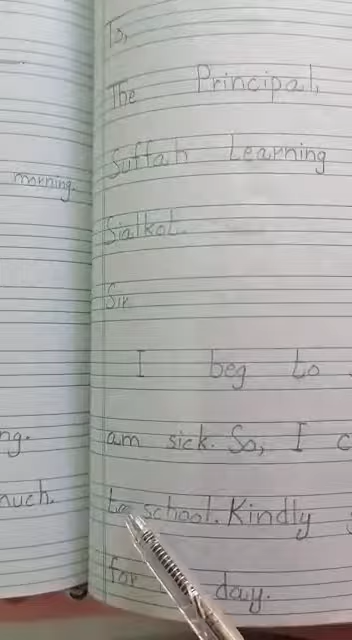 morning.
ng.
much.
To,
The Principal,
Suffah Learning
Sialkot.
Sir
I beg to
am sick. So, I c
to school. Kindly
for day.